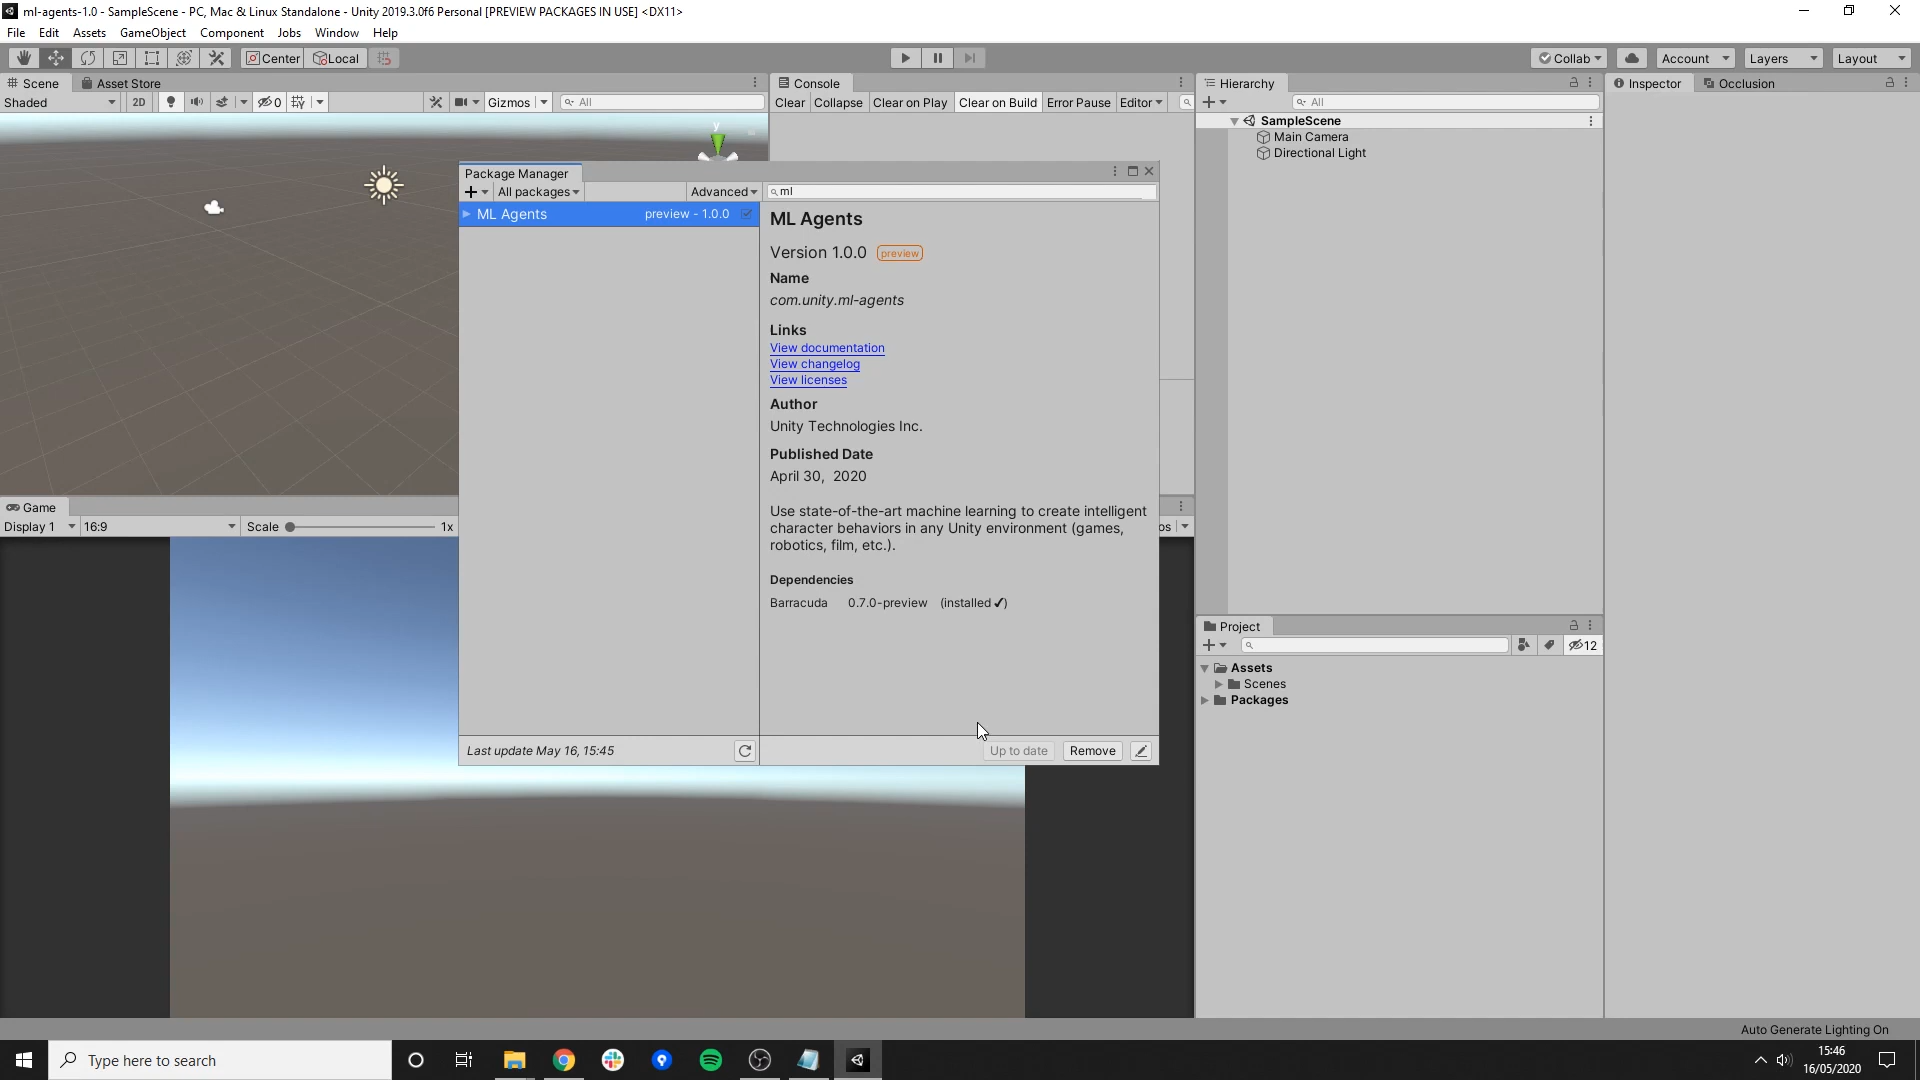 ml-agents-1.0 - SampleScene - PC, Mac & Linux Standalone - Unity 2019.3.0f6 Personal [PREVIEW PACKAGES IN USE] <DX11>
File Edit Assets GameObject Component Jobs Window Help
Center Local Collab Account Layers Layout
Scene Asset Store
Shaded 2D 0 Gizmos All
y
Console
Clear Collapse Clear on Play Clear on Build Error Pause Editor
Hierarchy
All
SampleScene
Main Camera
Directional Light
Inspector Occlusion
Package Manager
All packages Advanced ml
ML Agents preview - 1.0.0
ML Agents
Version 1.0.0 preview
Name
com.unity.ml-agents
Links
View documentation
View changelog
View licenses
Author
Unity Technologies Inc.
Published Date
April 30, 2020
Use state-of-the-art machine learning to create intelligent
character behaviors in any Unity environment (games,
robotics, film, etc.).
Dependencies
Barracuda 0.7.0-preview (installed ✔)
Last update May 16, 15:45
Up to date Remove
Game
Display 1 16:9 Scale 1x
os
Project
12
Assets
Scenes
Packages
Auto Generate Lighting On
Type here to search
15:46
16/05/2020